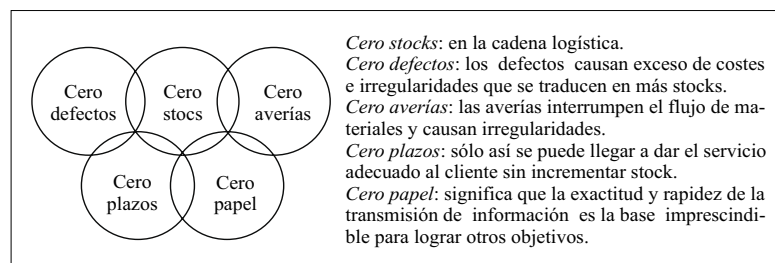 Cero
defectos
Cero
stocs
Cero
averías
Cero
plazos
Cero
papel
Cero stocks: en la cadena logística.
Cero defectos: los defectos causan exceso de costes
e irregularidades que se traducen en más stocks.
Cero averías: las averías interrumpen el flujo de ma-
teriales y causan irregularidades.
Cero plazos: sólo así se puede llegar a dar el servicio
adecuado al cliente sin incrementar stock.
Cero papel: significa que la exactitud y rapidez de la
transmisión de información es la base imprescindi-
ble para lograr otros objetivos.